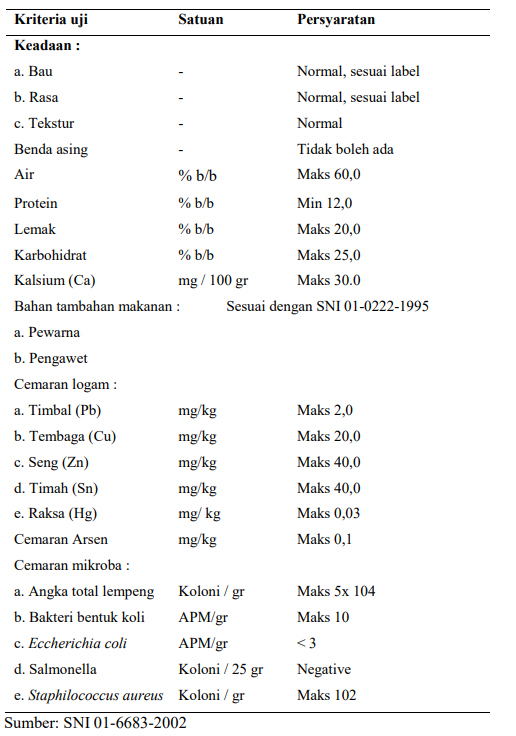 Kriteria uji Satuan Persyaratan
Keadaan :
a. Bau - Normal, sesuai label
b. Rasa - Normal, sesuai label
c. Tekstur - Normal
Benda asing - Tidak boleh ada
Air % b/b Maks 60,0
Protein % b/b Min 12,0
Lemak % b/b Maks 20,0
Karbohidrat % b/b Maks 25,0
Kalsium (Ca) mg / 100 gr Maks 30.0
Bahan tambahan makanan : Sesuai dengan SNI 01-0222-1995
a. Pewarna
b. Pengawet
Cemaran logam :
a. Timbal (Pb) mg/kg Maks 2,0
b. Tembaga (Cu) mg/kg Maks 20,0
c. Seng (Zn) mg/kg Maks 40,0
d. Timah (Sn) mg/kg Maks 40,0
e. Raksa (Hg) mg/ kg Maks 0,03
Cemaran Arsen mg/kg Maks 0,1
Cemaran mikroba :
a. Angka total lempeng Koloni / gr Maks 5x 104
b. Bakteri bentuk koli APM/gr Maks 10
c. Eccherichia coli APM/gr < 3
d. Salmonella Koloni / 25 gr Negative
e. Staphilococcus aureus Koloni / gr Maks 102
Sumber: SNI 01-6683-2002